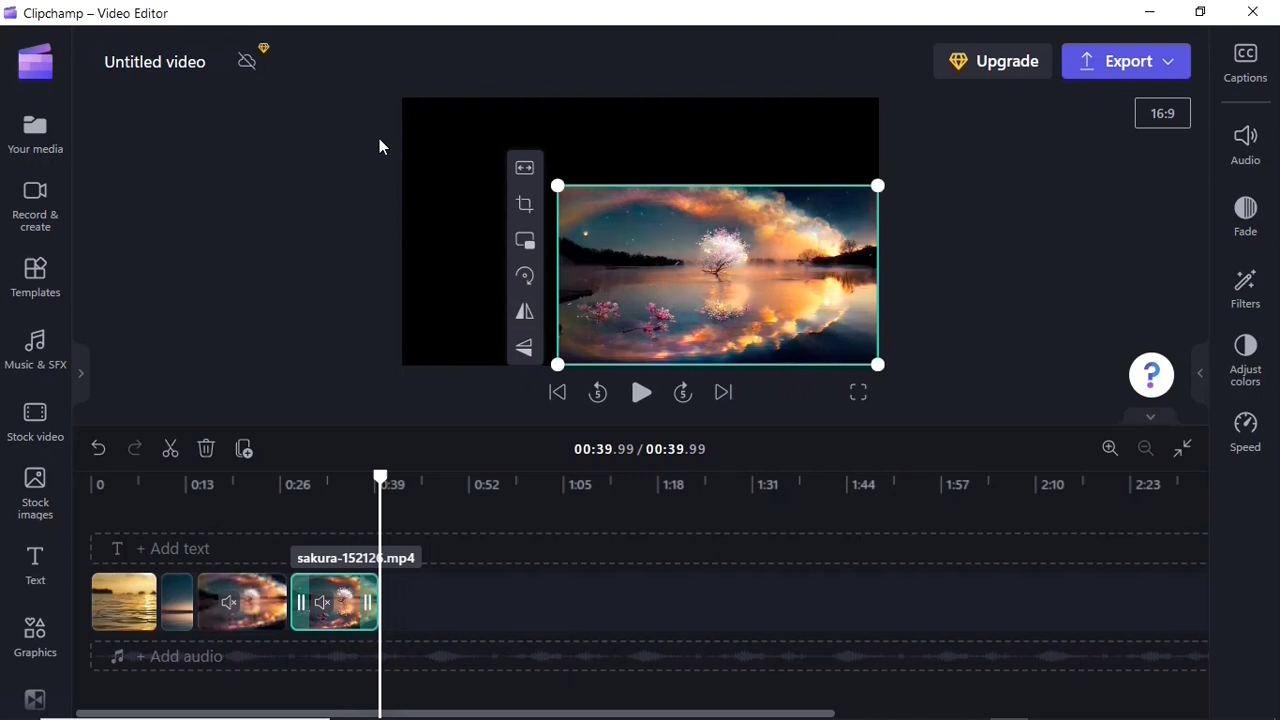 Clipchamp – Video Editor
Untitled video
Upgrade
Export
Captions
16:9
Your media
Audio
Record &
create
Fade
Templates
Filters
Music & SFX
Adjust
colors
Stock video
Speed
5
5
?
00:39.99 / 00:39.99
0
0:13
0:26
0:39
0:52
1:05
1:18
1:31
1:44
1:57
2:10
2:23
Stock
images
T + Add text
sakura-152126.mp4
Text
Graphics
+ Add audio